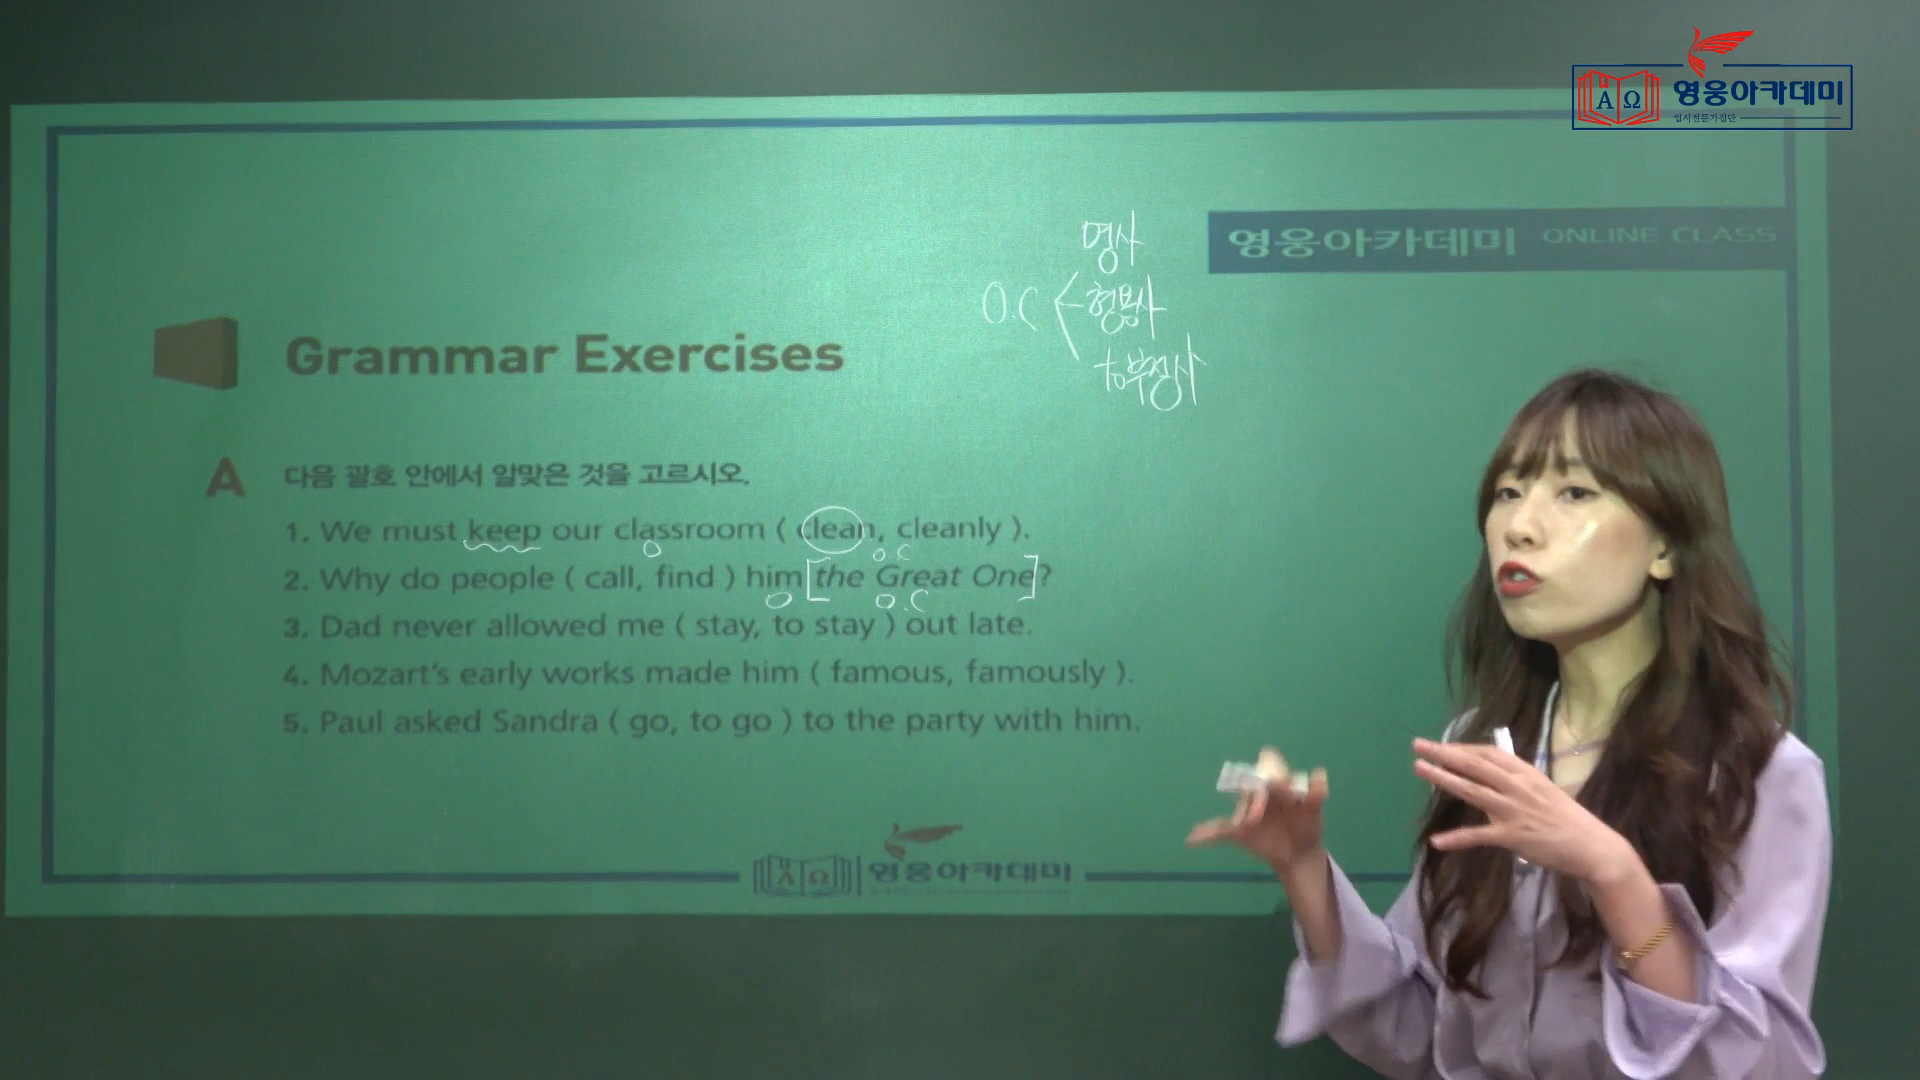 ΑΩ 영웅아카데미
입사전문가집단
영웅아카데미 ONLINE CLASS
명사
O.C 형용사
to부정사
Grammar Exercises
A 다음 괄호 안에서 알맞은 것을 고르시오.
1. We must keep our classroom ( clean, cleanly ).
o o.c
2. Why do people ( call, find ) him [the Great One]?
o o.c
3. Dad never allowed me ( stay, to stay ) out late.
4. Mozart's early works made him ( famous, famously ).
5. Paul asked Sandra ( go, to go ) to the party with him.
ΑΩ 영웅아카데미